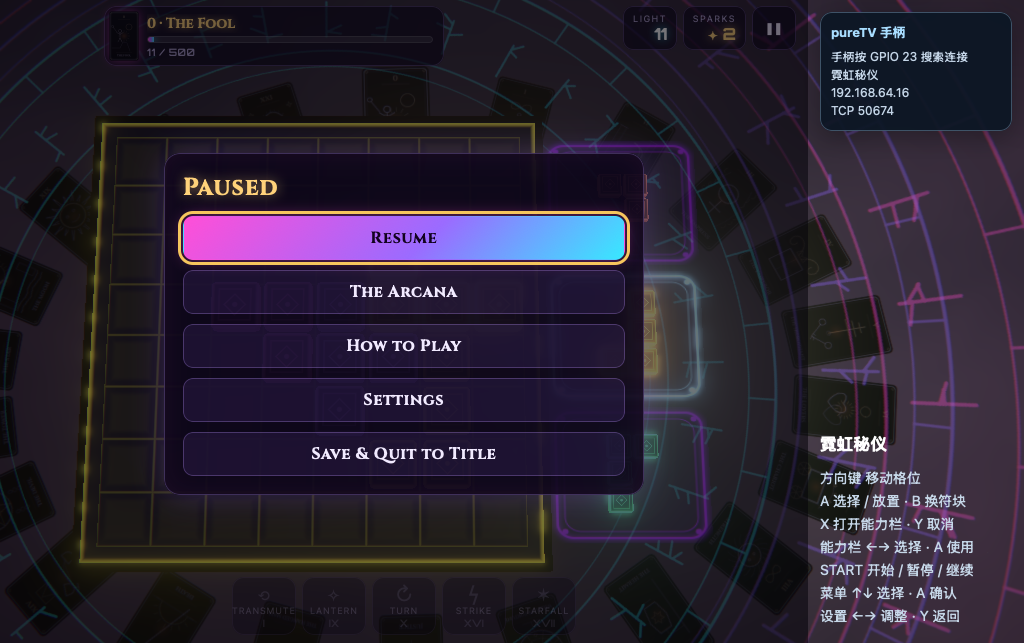 0 · The Fool
11 / 500
LIGHT
11
SPARKS
2
pureTV 手柄
手柄按 GPIO 23 搜索连接
霓虹秘仪
192.168.64.16
TCP 50674
Paused
Resume
The Arcana
How to Play
Settings
Save & Quit to Title
霓虹秘仪
方向键 移动格位
A 选择 / 放置 · B 换符块
X 打开能力栏 · Y 取消
能力栏 ←→ 选择 · A 使用
START 开始 / 暂停 / 继续
菜单 ↑↓ 选择 · A 确认
设置 ←→ 调整 · Y 返回
TRANSMUTE
I
LANTERN
IX
TURN
X
STRIKE
XVI
STARFALL
XVII